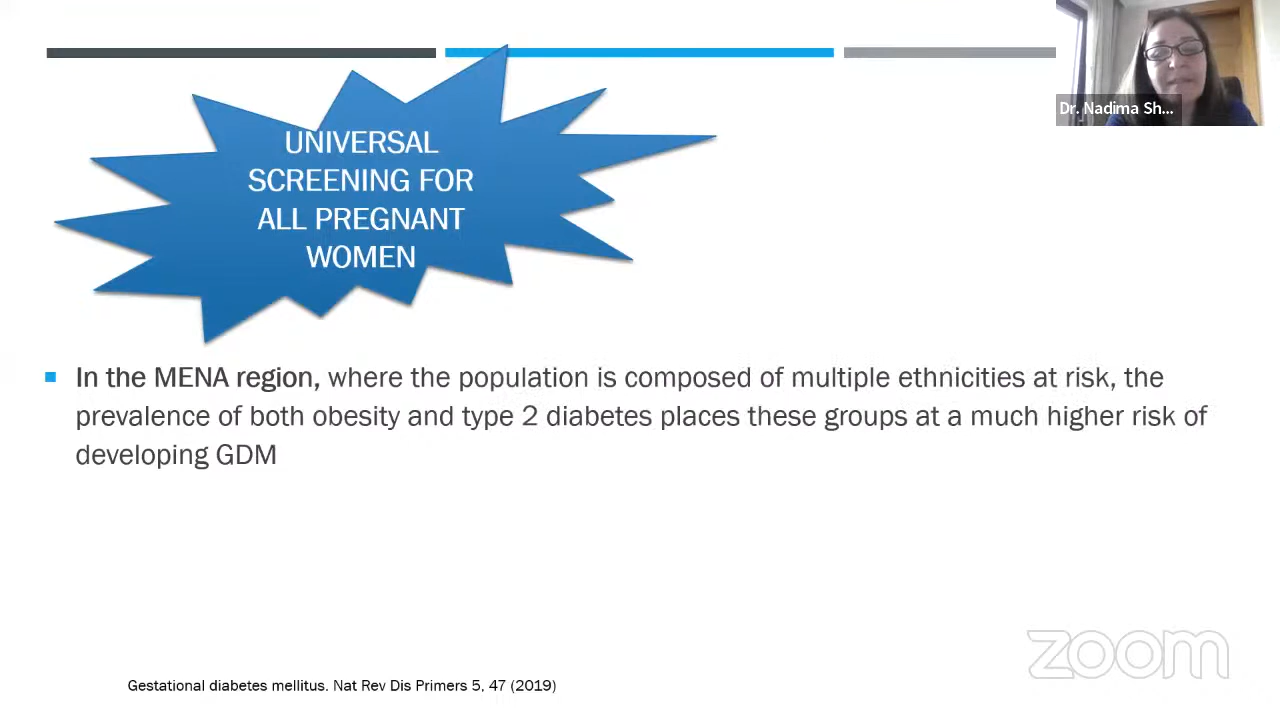 Dr. Nadima Sh...
UNIVERSAL
SCREENING FOR
ALL PREGNANT
WOMEN
In the MENA region, where the population is composed of multiple ethnicities at risk, the
prevalence of both obesity and type 2 diabetes places these groups at a much higher risk of
developing GDM
zoom
Gestational diabetes mellitus. Nat Rev Dis Primers 5, 47 (2019)